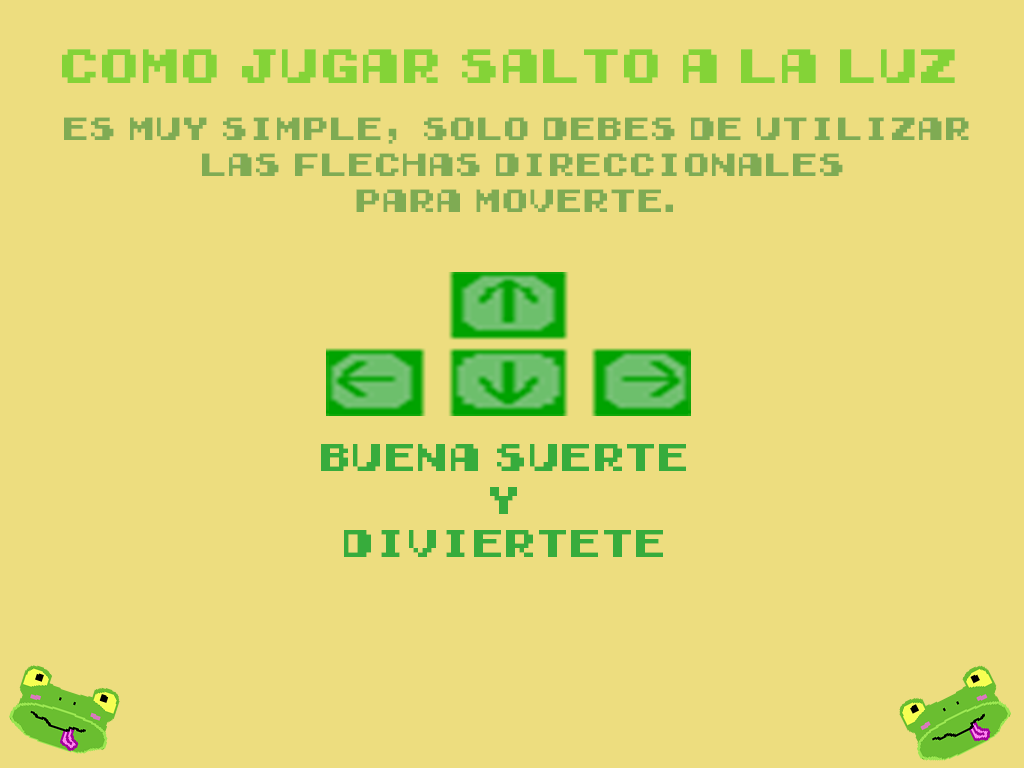 COMO JUGAR SALTO A LA LUZ
ES MUY SIMPLE, SOLO DEBES DE UTILIZAR
LAS FLECHAS DIRECCIONALES
PARA MOVERTE.
BUENA SUERTE
Y
DIVIERTETE